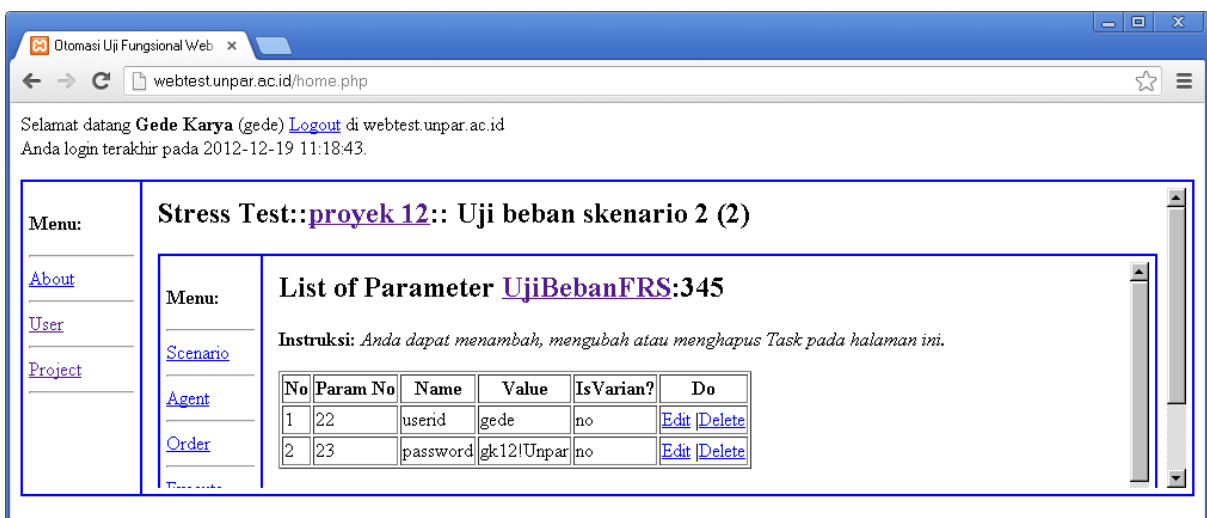 Otomasi Uji Fungsional Web
webtest.unpar.ac.id/home.php
Selamat datang Gede Karya (gede) Logout di webtest.unpar.ac.id
Anda login terakhir pada 2012-12-19 11:18:43.
Menu:
About
User
Project
Stress Test::proyek 12:: Uji beban skenario 2 (2)
Menu:
Scenario
Agent
Order
List of Parameter UjiBebanFRS:345
Instruksi: Anda dapat menambah, mengubah atau menghapus Task pada halaman ini.
No Param No Name Value IsVarian? Do
1 22 userid gede no Edit |Delete
2 23 password gk12!Unpar no Edit |Delete